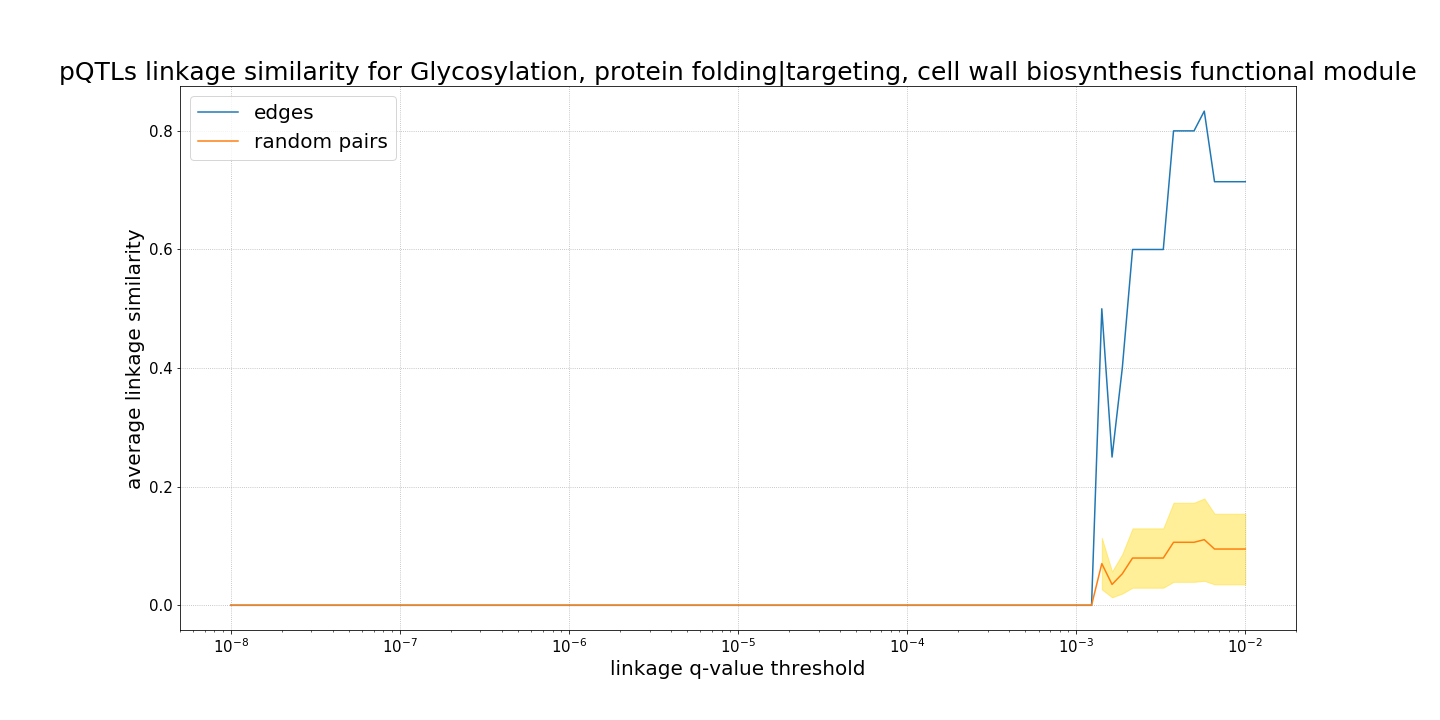 pQTLs linkage similarity for Glycosylation, protein folding|targeting, cell wall biosynthesis functional module
edges
random pairs
average linkage similarity
0.8
0.6
0.4
0.2
0.0
10⁻⁸ 10⁻⁷ 10⁻⁶ 10⁻⁵ 10⁻⁴ 10⁻³ 10⁻²
linkage q-value threshold